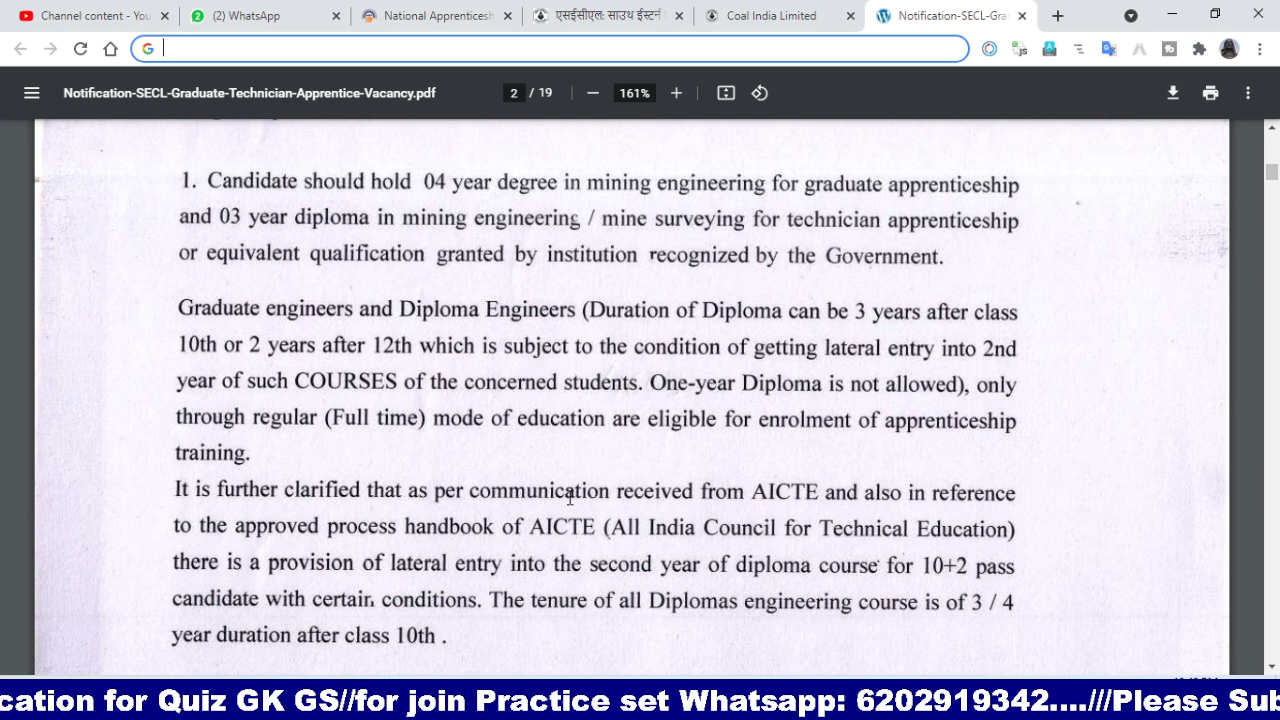 Channel content - You
(2) WhatsApp
National Apprenticesh
एसईसीएल: साउथ ईस्टर्न
Coal India Limited
Notification-SECL-Gra
Notification-SECL-Graduate-Technician-Apprentice-Vacancy.pdf
2 / 19
161%
1. Candidate should hold 04 year degree in mining engineering for graduate apprenticeship
and 03 year diploma in mining engineering / mine surveying for technician apprenticeship
or equivalent qualification granted by institution recognized by the Government.
Graduate engineers and Diploma Engineers (Duration of Diploma can be 3 years after class
10th or 2 years after 12th which is subject to the condition of getting lateral entry into 2nd
year of such COURSES of the concerned students. One-year Diploma is not allowed), only
through regular (Full time) mode of education are eligible for enrolment of apprenticeship
training.
It is further clarified that as per communication received from AICTE and also in reference
to the approved process handbook of AICTE (All India Council for Technical Education)
there is a provision of lateral entry into the second year of diploma course for 10+2 pass
candidate with certain conditions. The tenure of all Diplomas engineering course is of 3 / 4
year duration after class 10th .
cation for Quiz GK GS//for join Practice set Whatsapp: 6202919342....///Please Sub